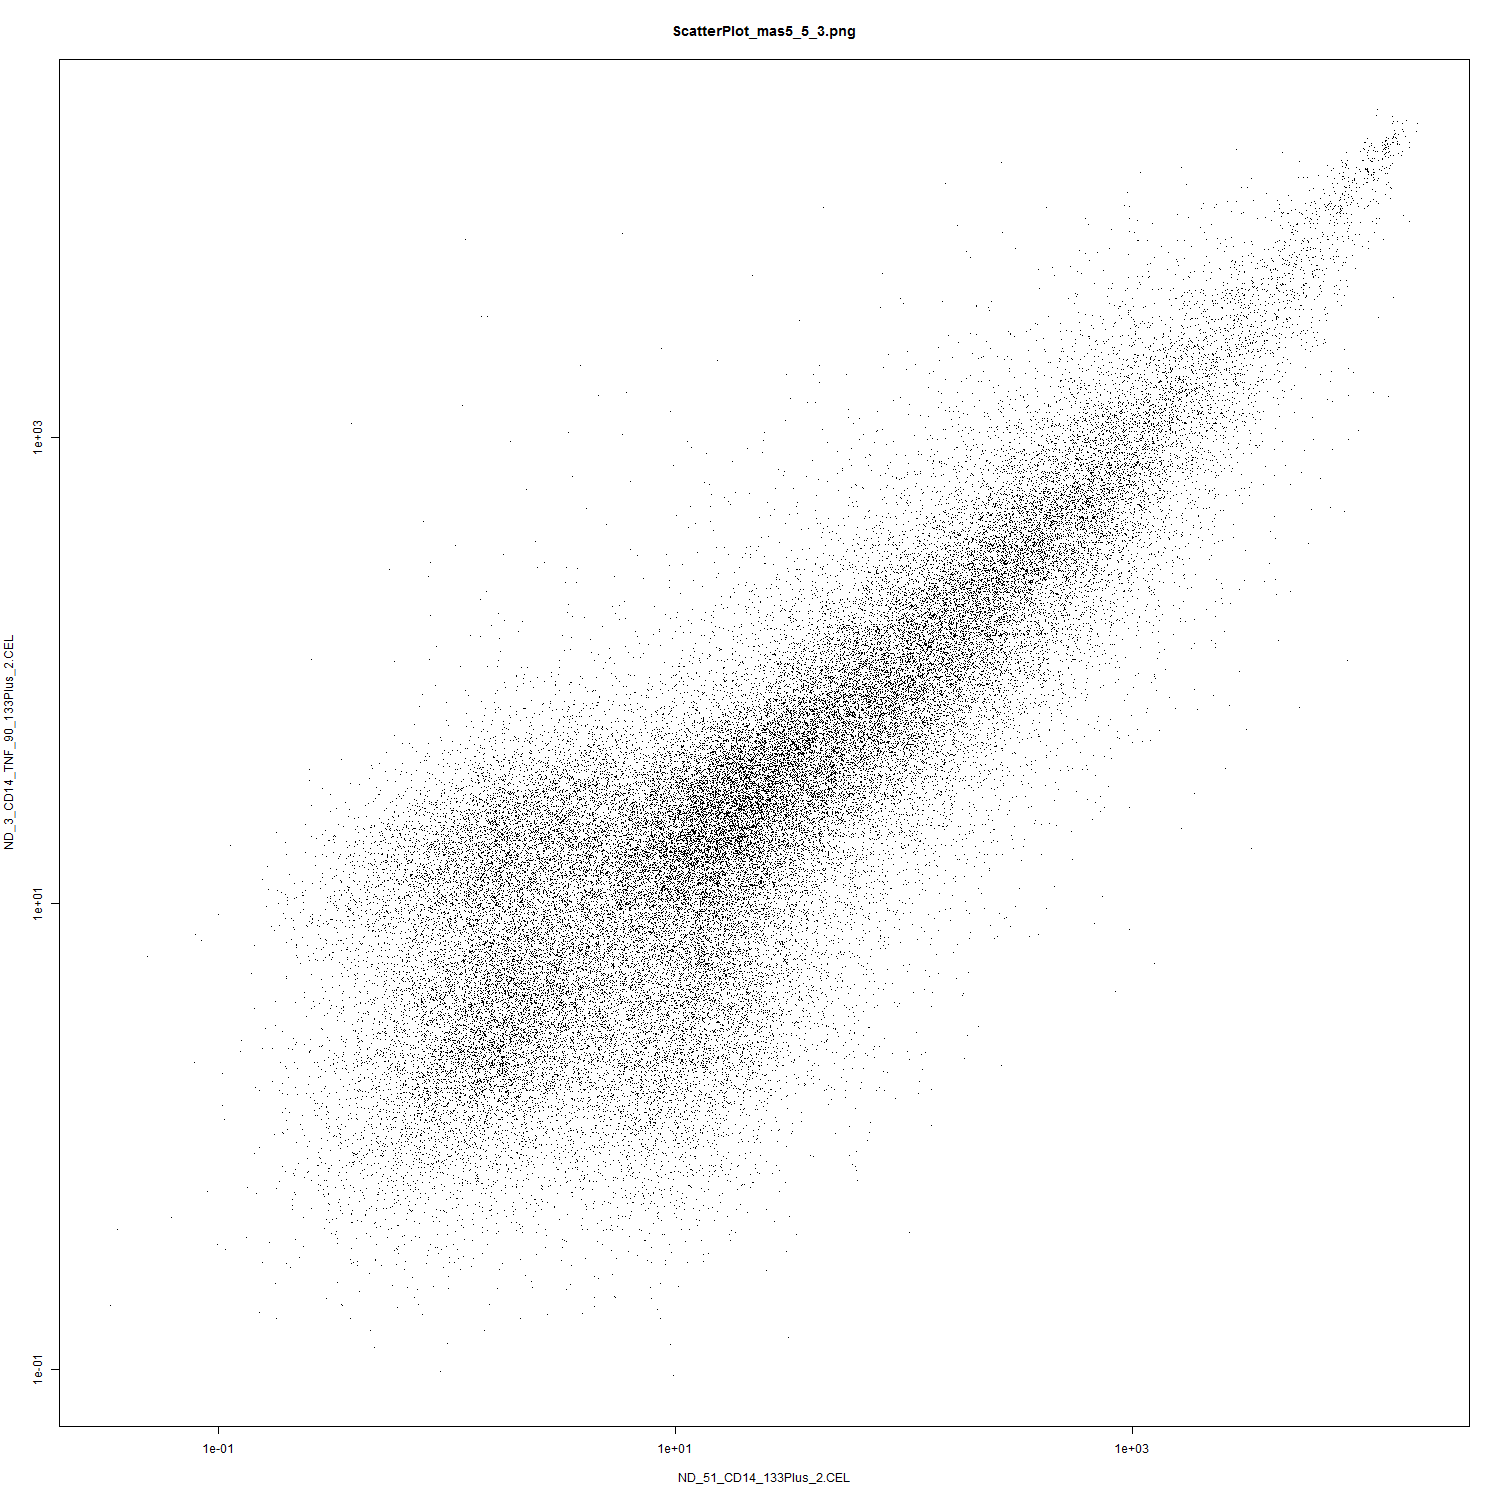 ScatterPlot_mas5_5_3.png
ND_3_CD14_TNF_90_133Plus_2.CEL
1e+03
1e+01
1e-01
1e-01
1e+01
1e+03
ND_51_CD14_133Plus_2.CEL